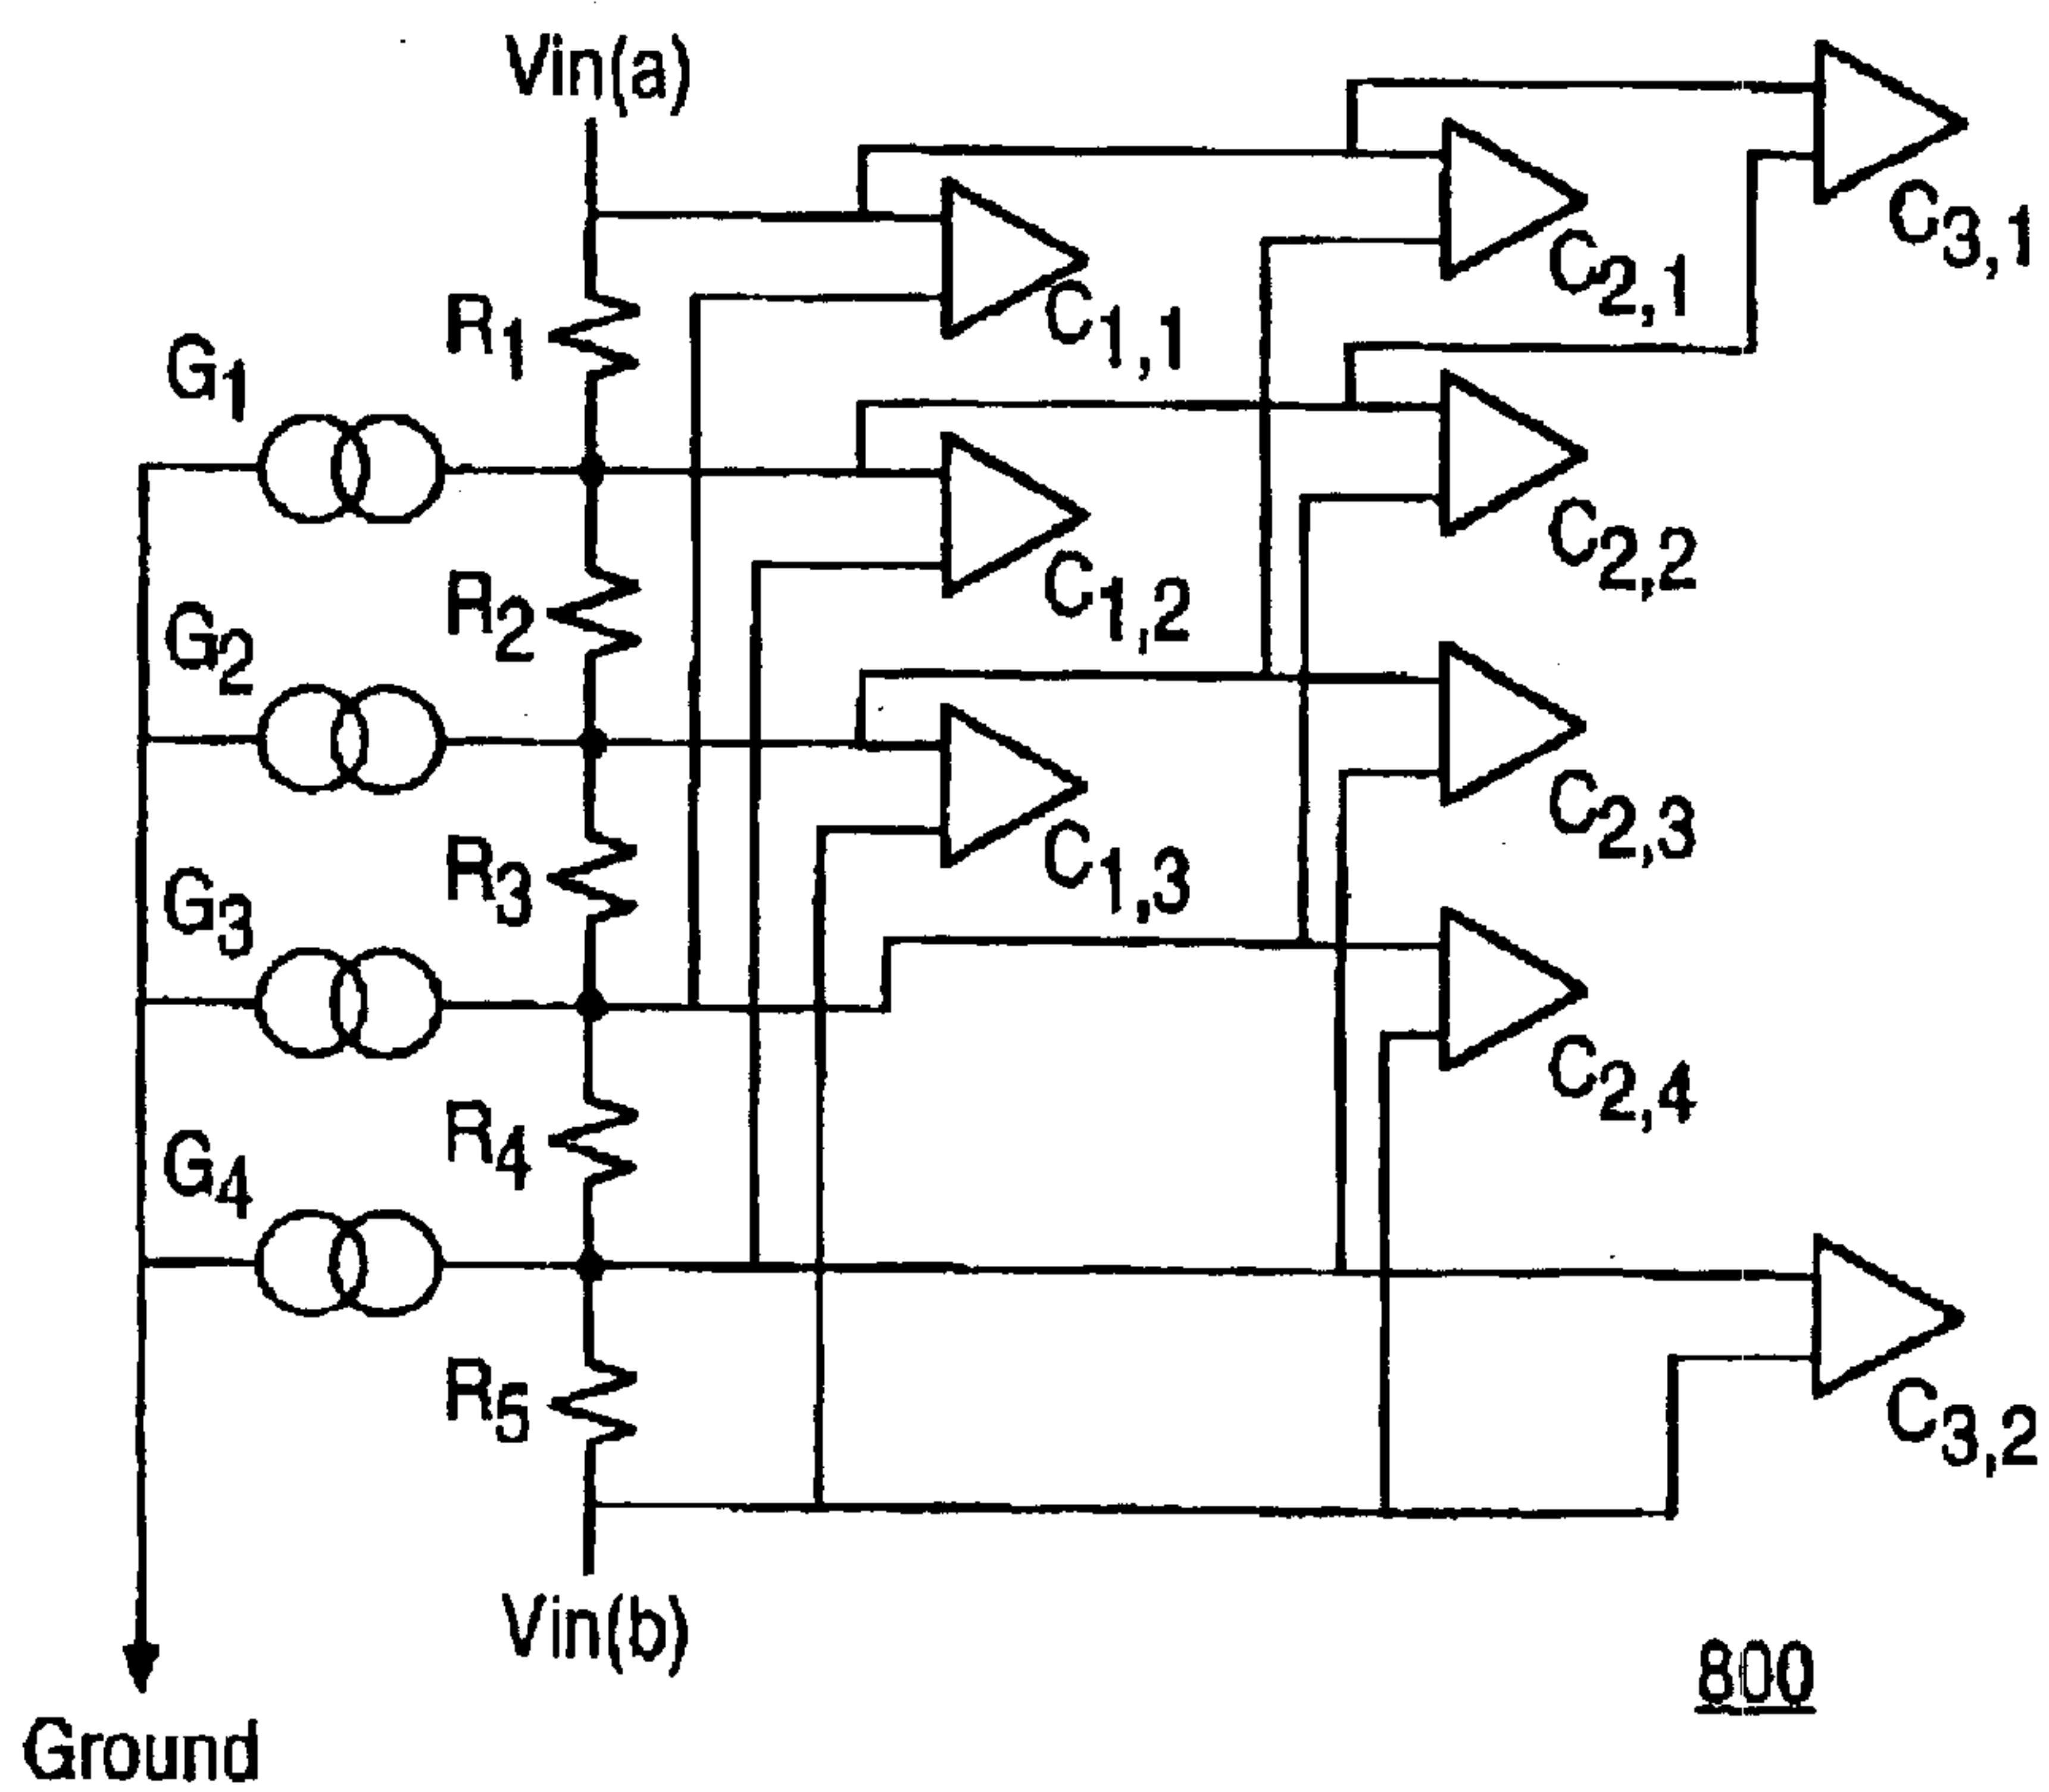 Vin(a)
C3,1
C2,1
R1
C1,1
G1
C2,2
R2
C1,2
G2
C2,3
R3
C1,3
G3
C2,4
R4
G4
R5
C3,2
Vin(b)
800
Ground